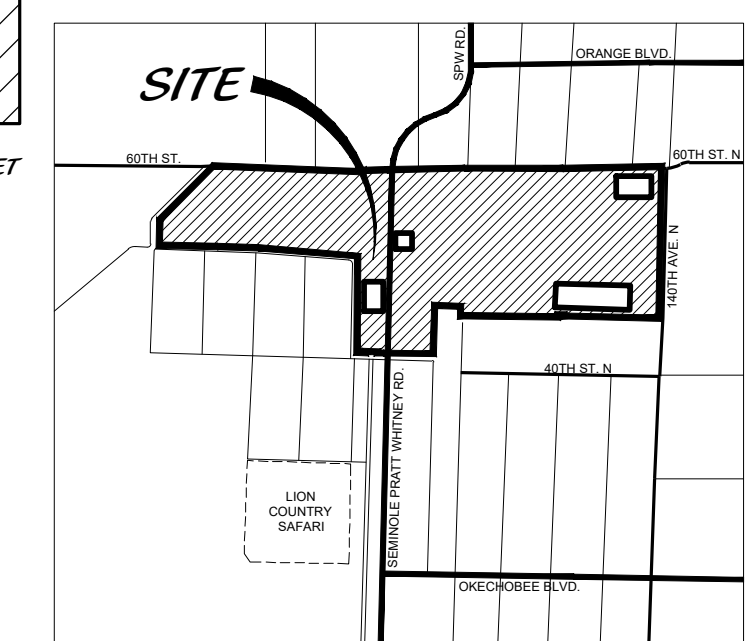 SPW RD.
ORANGE BLVD.
SITE
ET
60TH ST.
60TH ST. N
140TH AVE. N
40TH ST. N
SEMINOLE PRATT WHITNEY RD.
LION
COUNTRY
SAFARI
OKECHOBEE BLVD.